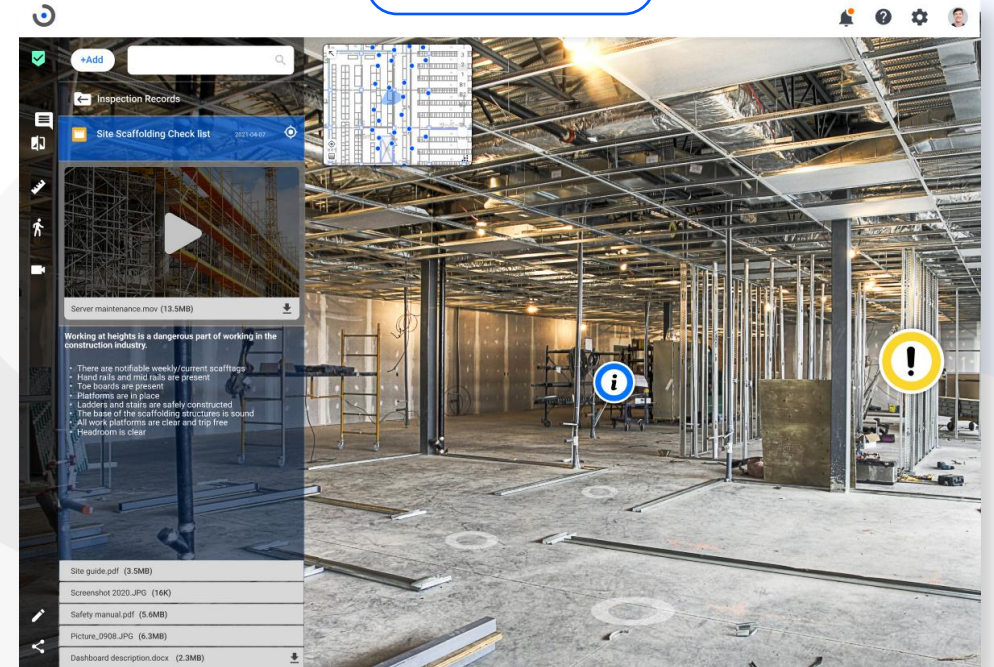 +Add
Inspection Records
Site Scaffolding Check list 2021-04-07
Server maintenance.mov (13.5MB)
Working at heights is a dangerous part of working in the
construction industry.
• There are notifiable weekly/current scafftags
• Hand rails and mid rails are present
• Toe boards are present
• Platforms are in place
• Ladders and stairs are safely constructed
• The base of the scaffolding structures is sound
• All work platforms are clear and trip free
• Headroom is clear
Site guide.pdf (3.5MB)
Screenshot 2020.JPG (16K)
Safety manual.pdf (5.6MB)
Picture_0908.JPG (6.3MB)
Dashboard description.docx (2.3MB)
i
!